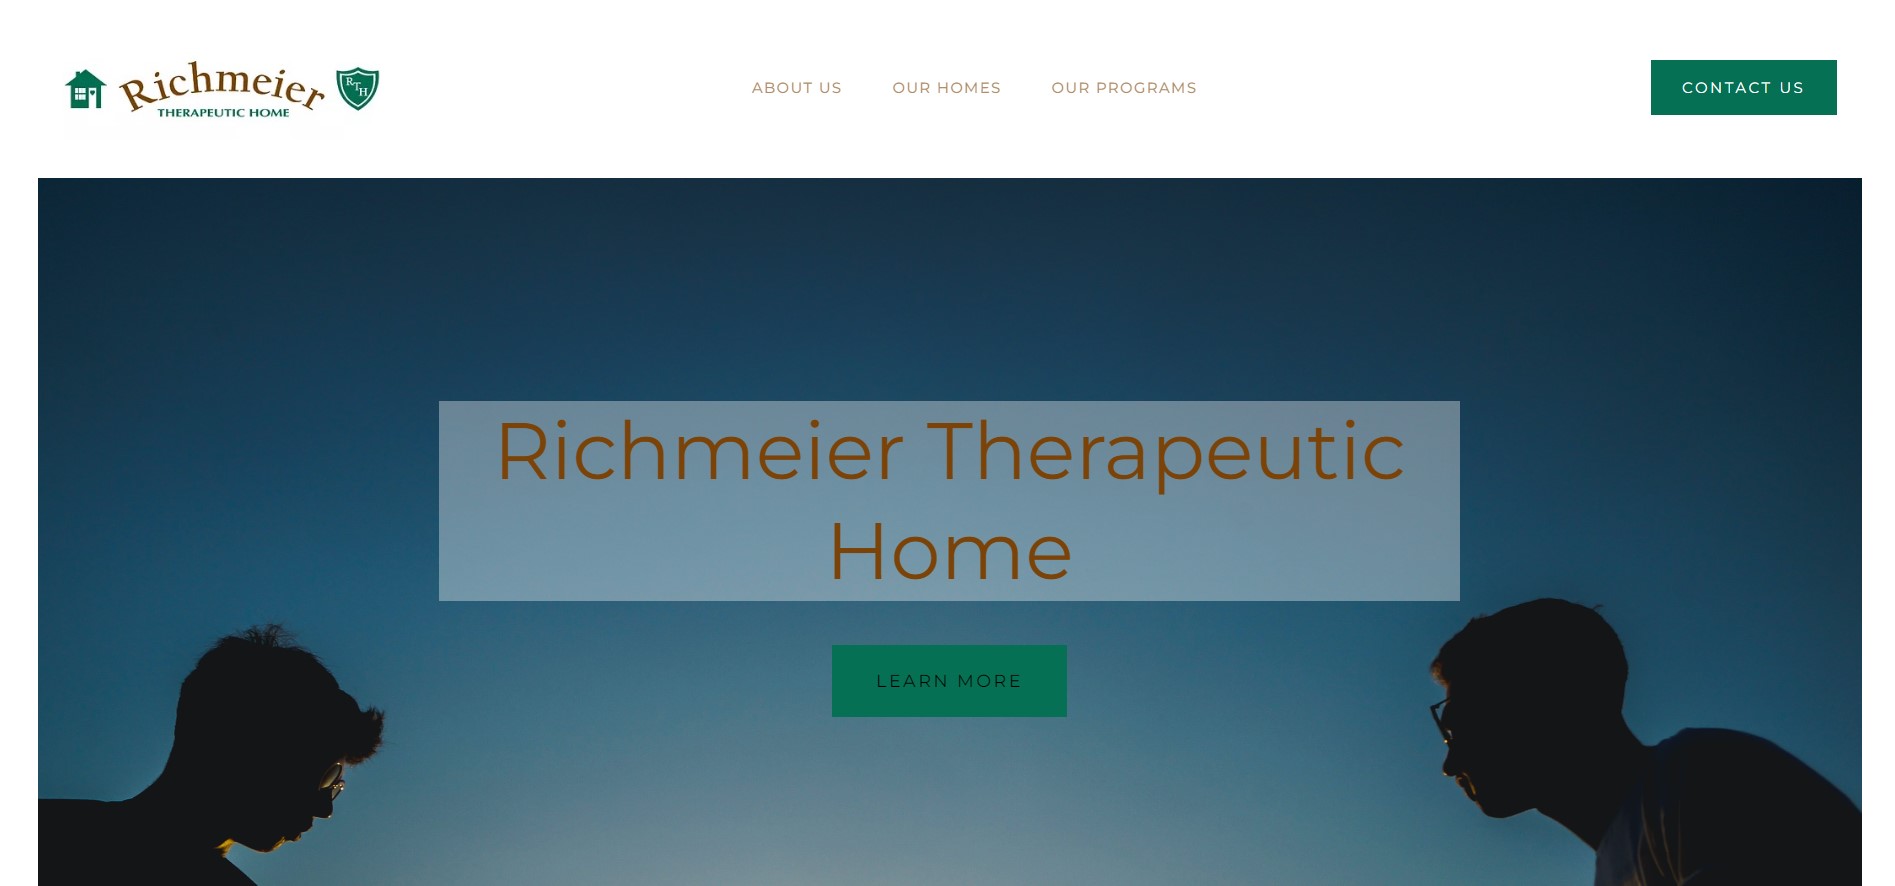 Richmeier
THERAPEUTIC HOME
RTH
ABOUT US
OUR HOMES
OUR PROGRAMS
CONTACT US
Richmeier Therapeutic
Home
LEARN MORE